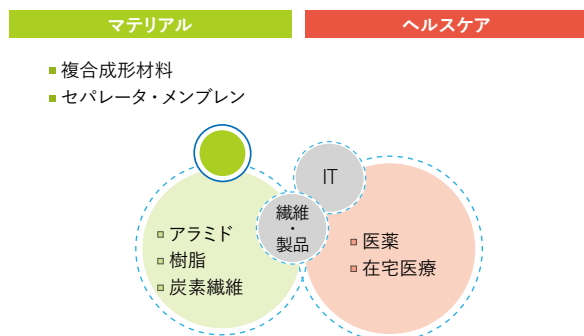 マテリアル
ヘルスケア
複合成形材料
セパレータ・メンブレン
IT
繊維
・
製品
アラミド
樹脂
炭素繊維
医薬
在宅医療